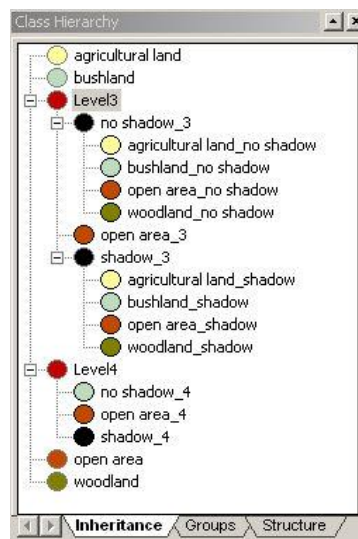 Class Hierarchy
agricultural land
bushland
Level3
no shadow_3
agricultural land_no shadow
bushland_no shadow
open area_no shadow
woodland_no shadow
open area_3
shadow_3
agricultural land_shadow
bushland_shadow
open area_shadow
woodland_shadow
Level4
no shadow_4
open area_4
shadow_4
open area
woodland
Inheritance Groups Structure